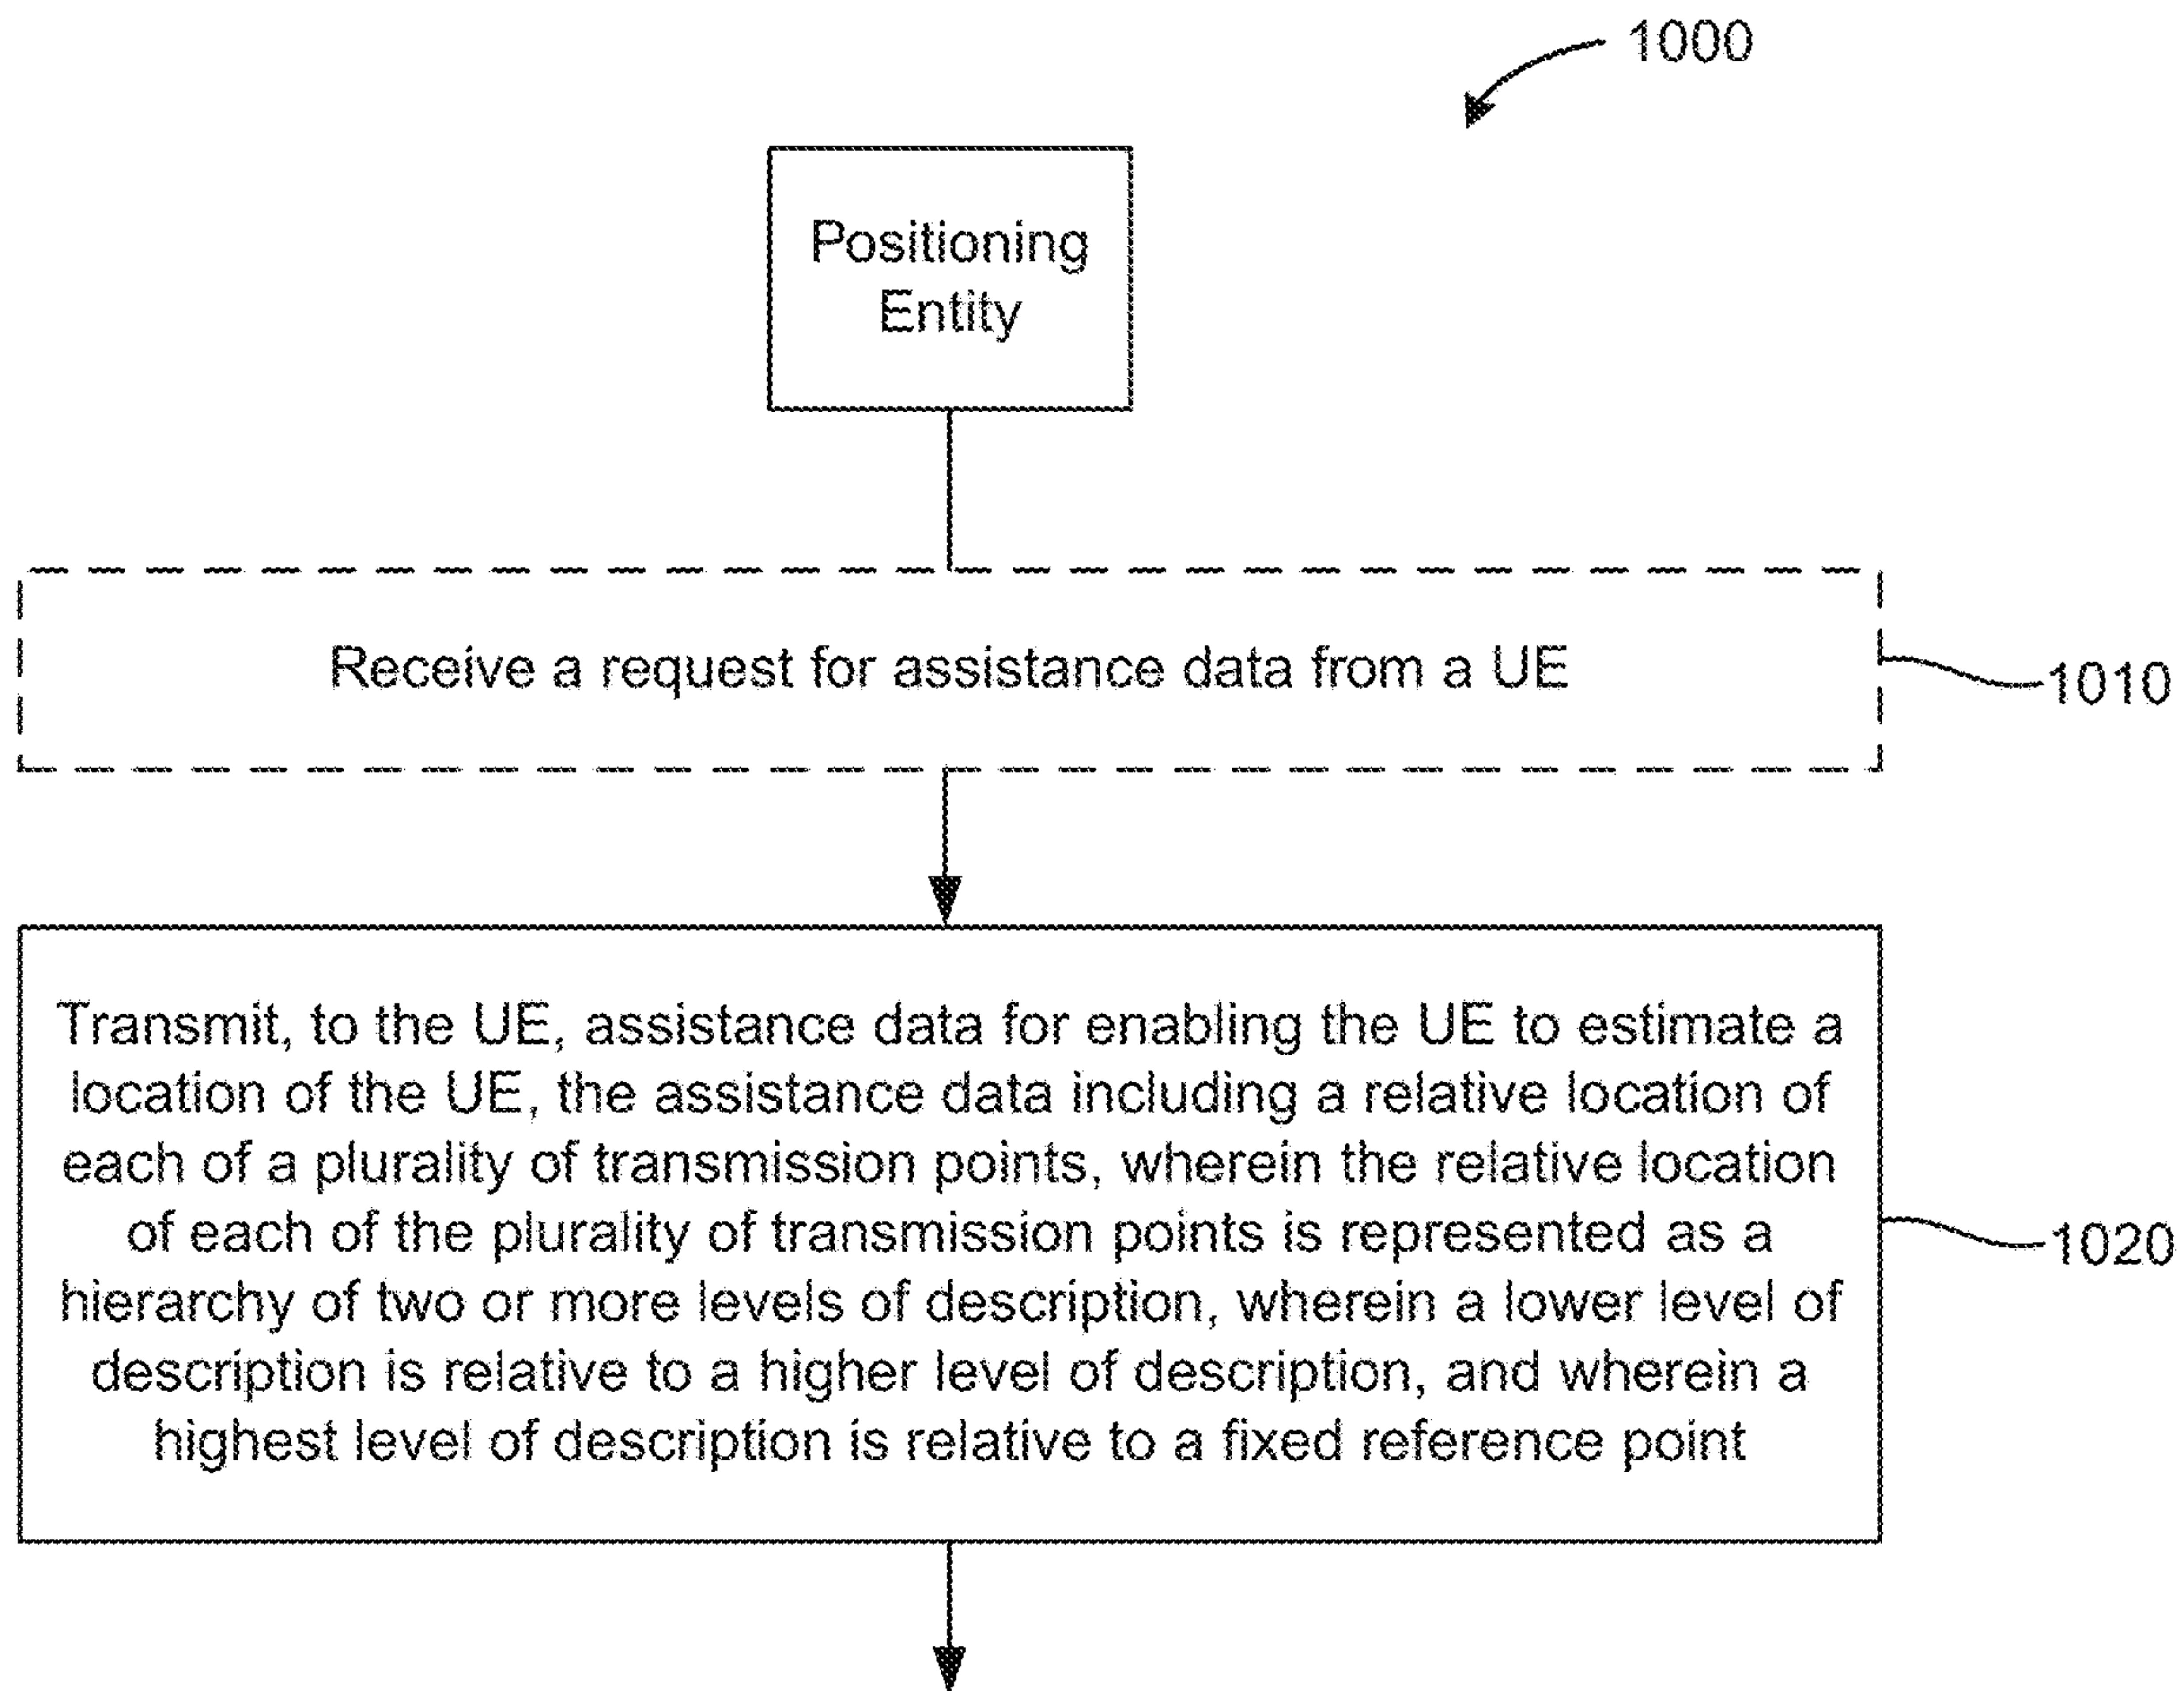 1000
Positioning
Entity
Receive a request for assistance data from a UE
1010
Transmit, to the UE, assistance data for enabling the UE to estimate a
location of the UE, the assistance data including a relative location of
each of a plurality of transmission points, wherein the relative location
of each of the plurality of transmission points is represented as a
hierarchy of two or more levels of description, wherein a lower level of
description is relative to a higher level of description, and wherein a
highest level of description is relative to a fixed reference point
1020